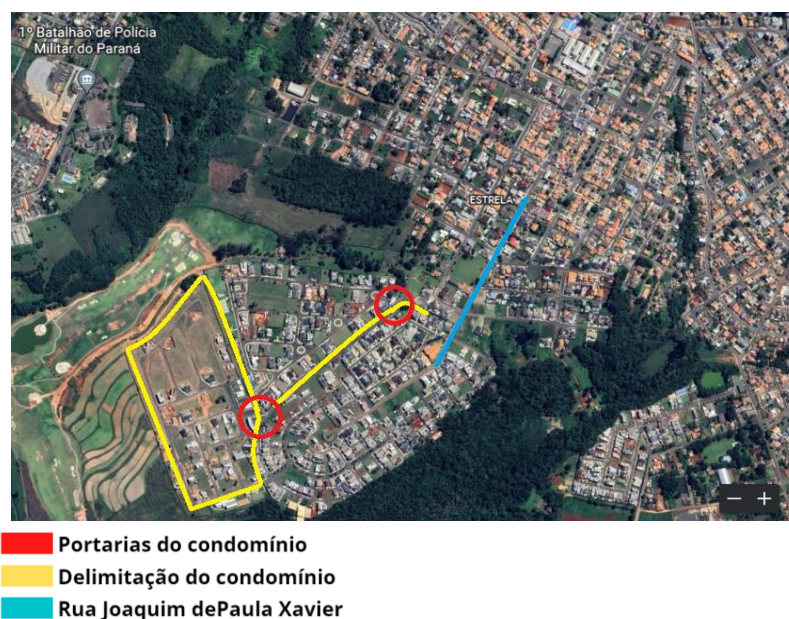 1º Batalhão de Polícia
Militar do Paraná
ESTRELA
Portarias do condomínio
Delimitação do condomínio
Rua Joaquim dePaula Xavier